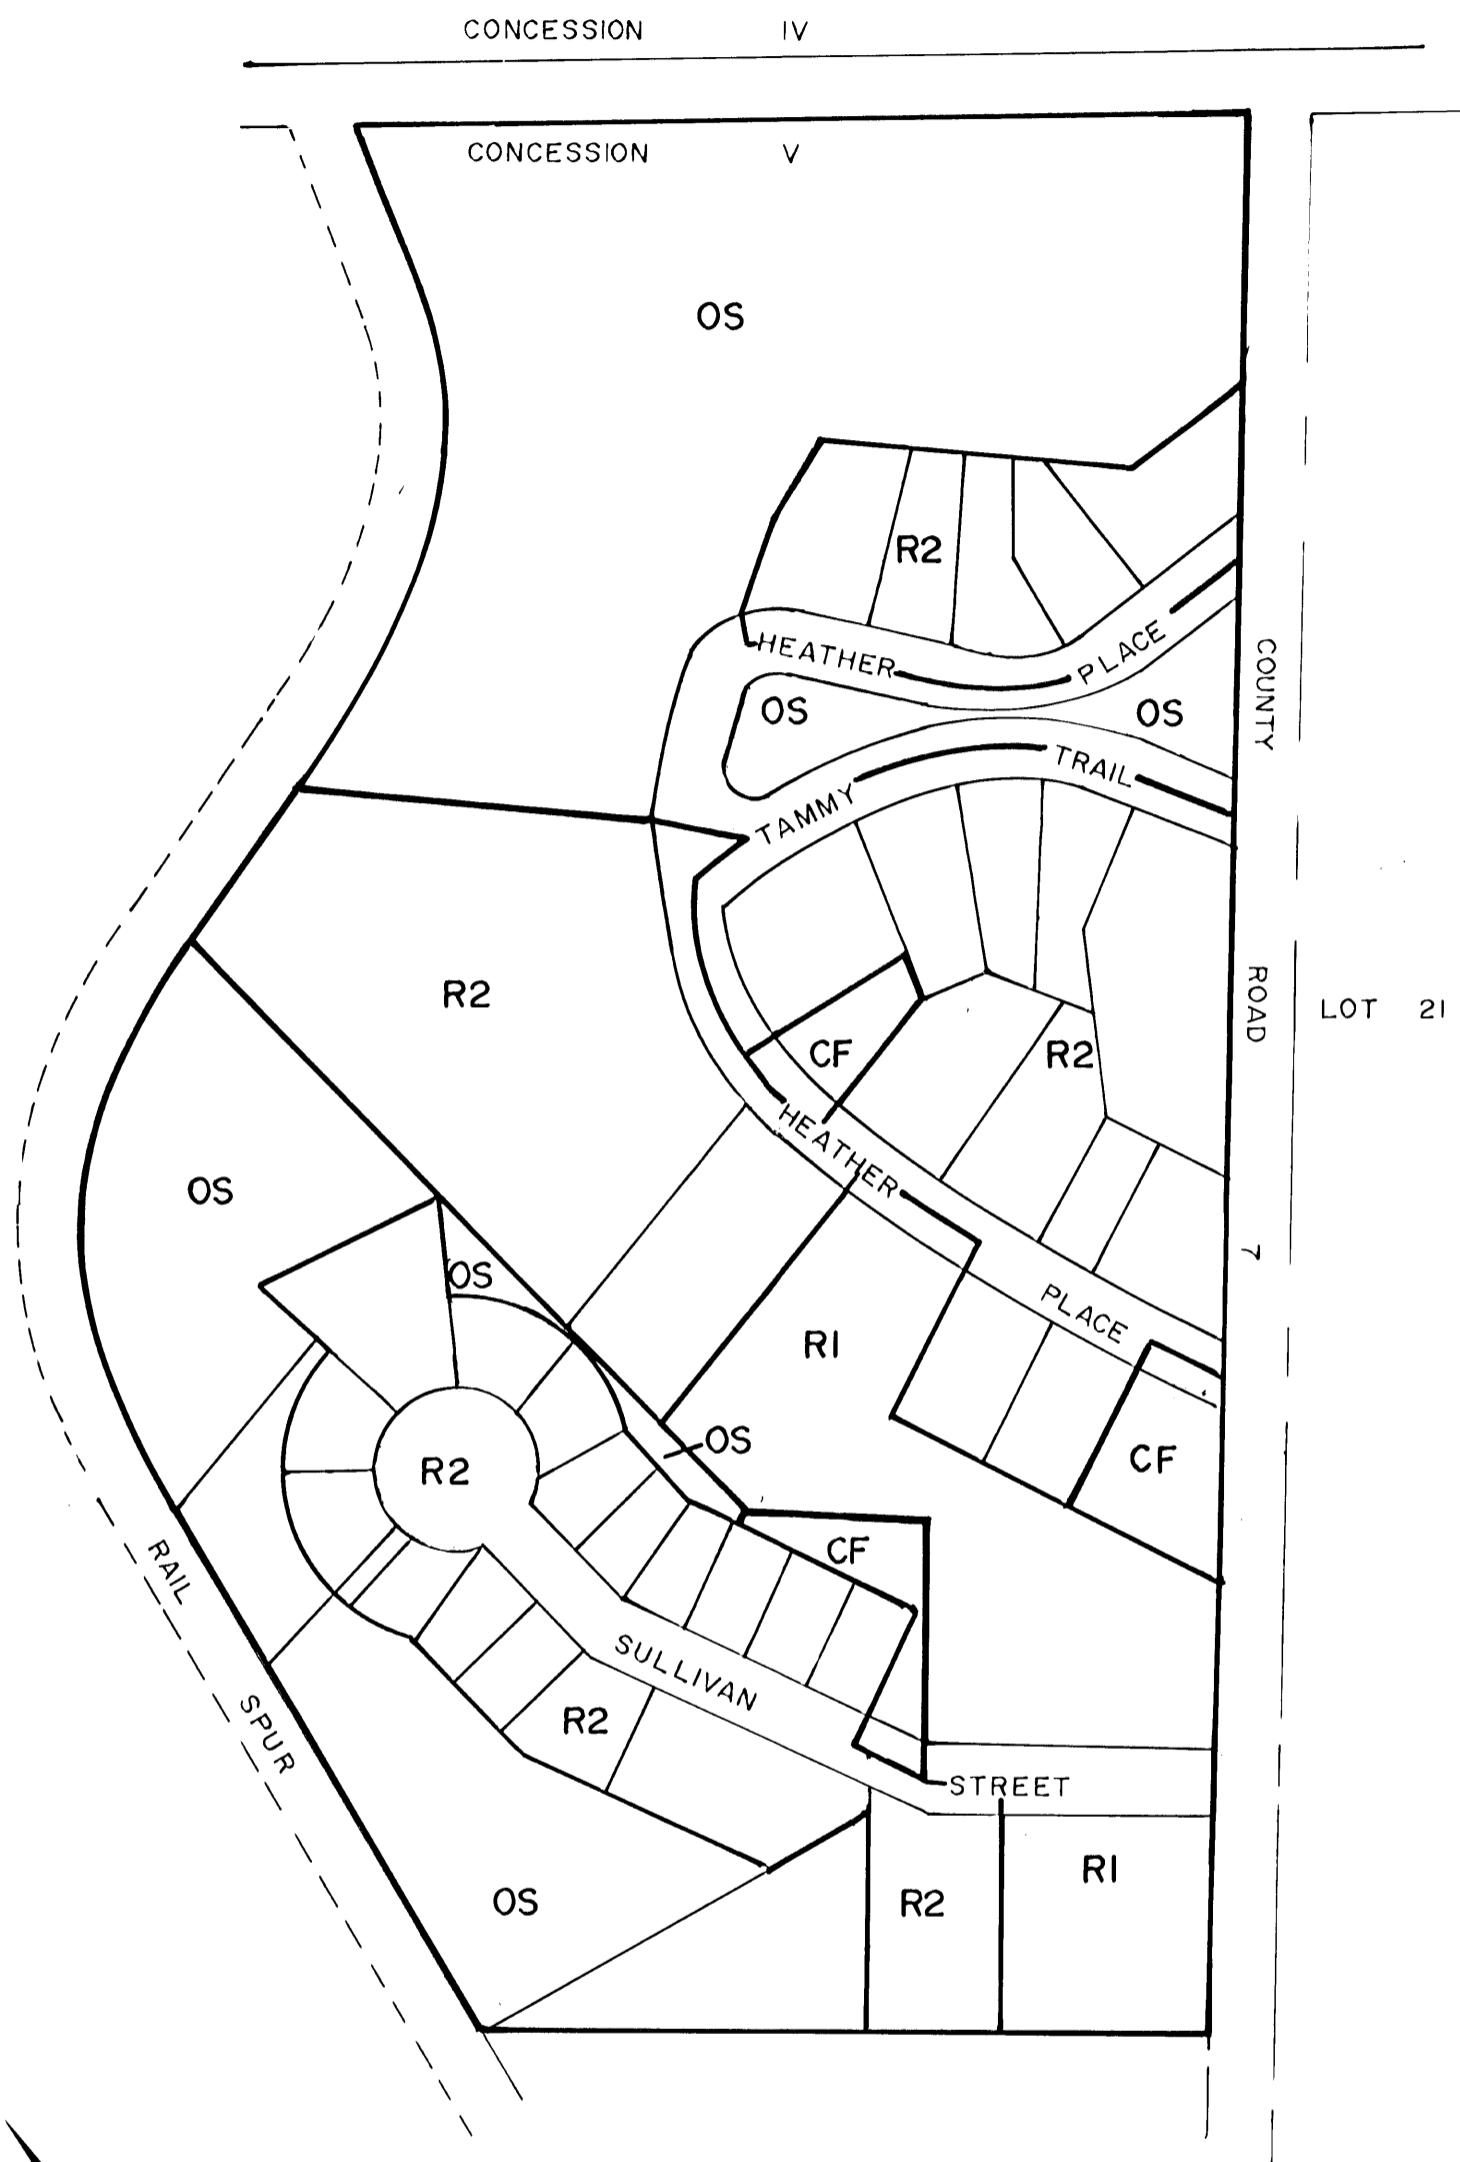 CONCESSION IV
CONCESSION V
OS
R2
HEATHER PLACE
OS
OS
COUNTY ROAD 7
TAMMY TRAIL
R2
LOT 21
CF
R2
HEATHER PLACE
OS
OS
R1
OS
CF
R2
CF
RAIL SPUR
SULLIVAN STREET
R2
R1
R2
OS